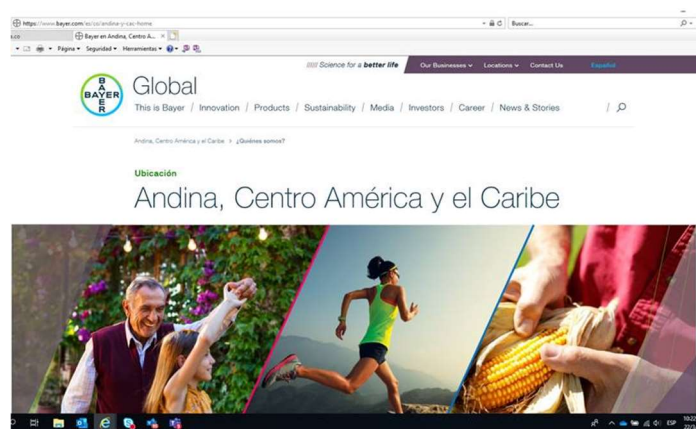 https://www.bayer.com/es/co/andina-y-cac-home
Buscar...
Bayer en Andina, Centro A...
Página Seguridad Herramientas
Science for a better life
Our Businesses Locations Contact Us Español
BAYER
BAYER
Global
This is Bayer / Innovation / Products / Sustainability / Media / Investors / Career / News & Stories
Andina, Centro América y el Caribe > ¿Quiénes somos?
Ubicación
Andina, Centro América y el Caribe
ESP